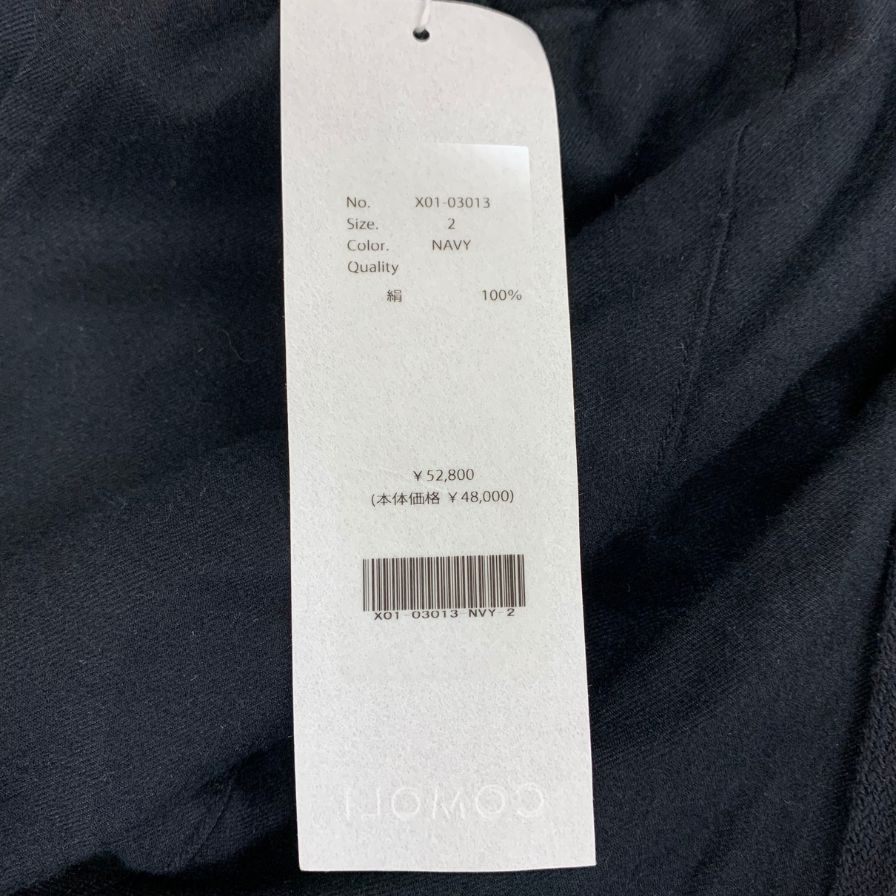 No. X01-03013
Size. 2
Color. NAVY
Quality
絹 100%
¥52,800
(本体価格 ¥48,000)
X01-03013-NVY-2
COMOLI